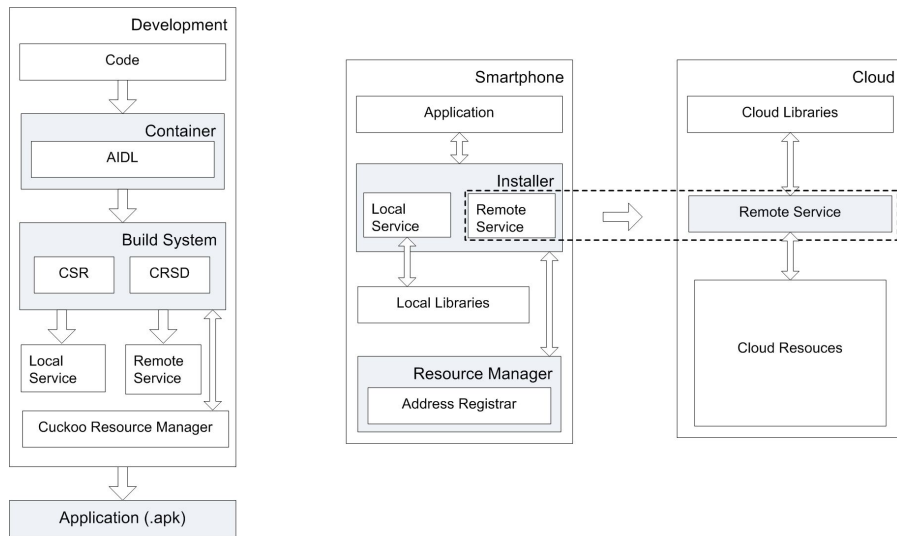 Development
Code
Container
AIDL
Build System
CSR
CRSD
Local
Service
Remote
Service
Cuckoo Resource Manager
Application (.apk)
Smartphone
Application
Installer
Local
Service
Remote
Service
Local Libraries
Resource Manager
Address Registrar
Cloud
Cloud Libraries
Remote Service
Cloud Resouces